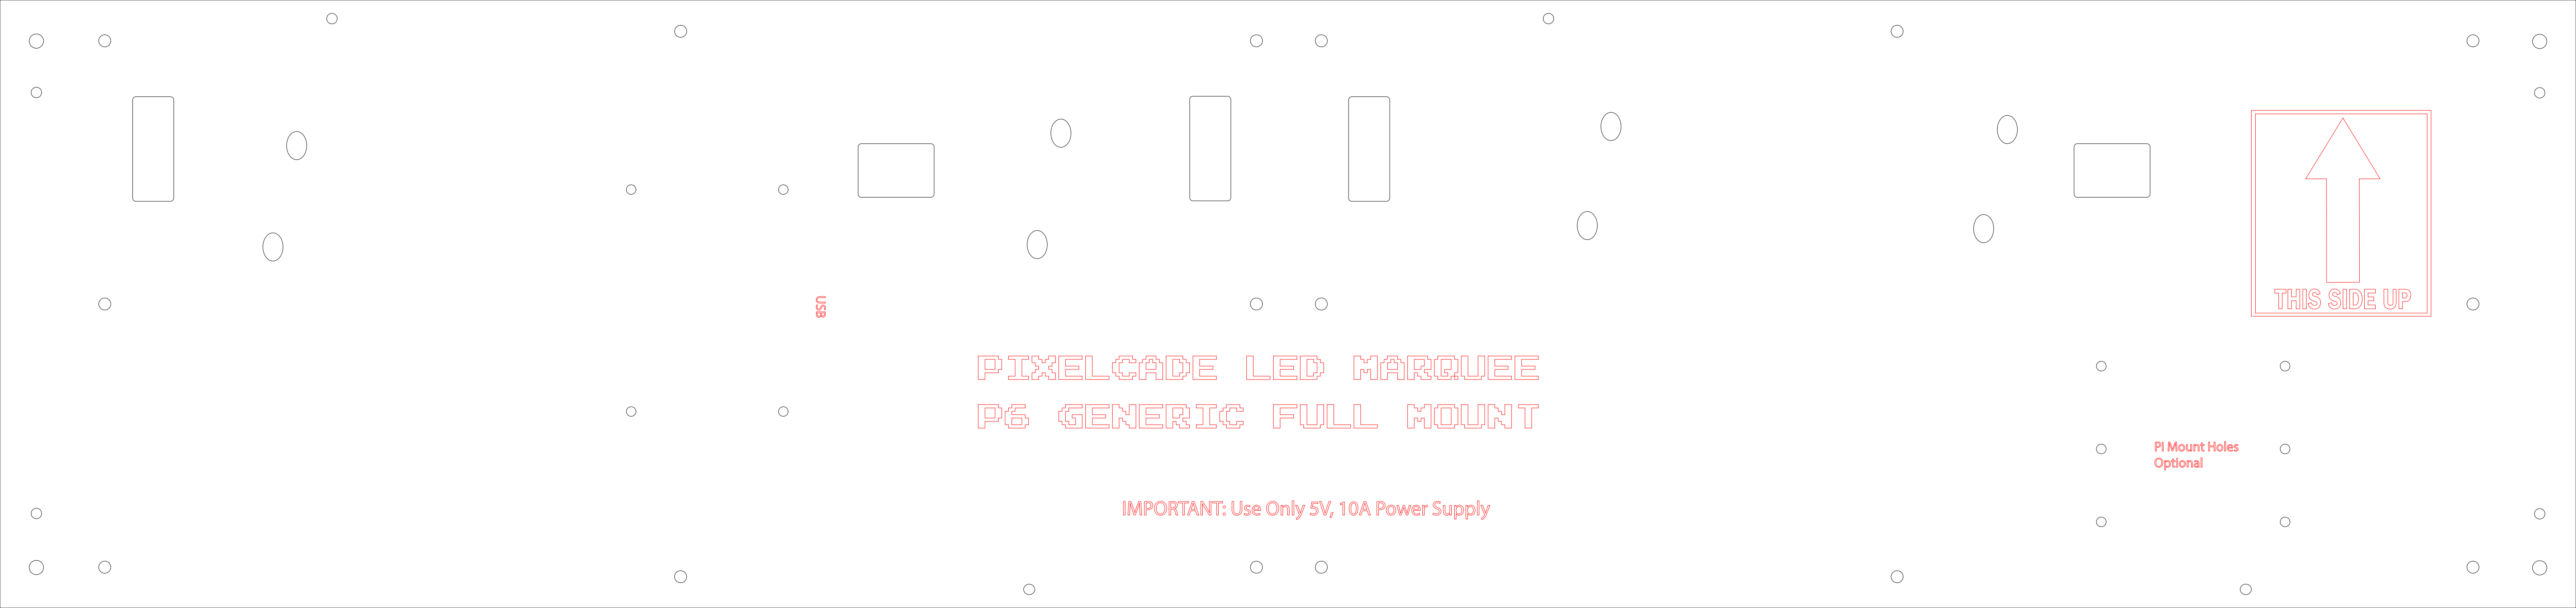 THIS SIDE UP
USB
PIXELCADE LED MARQUEE
P6 GENERIC FULL MOUNT
Pi Mount Holes
Optional
IMPORTANT: Use Only 5V, 10A Power Supply